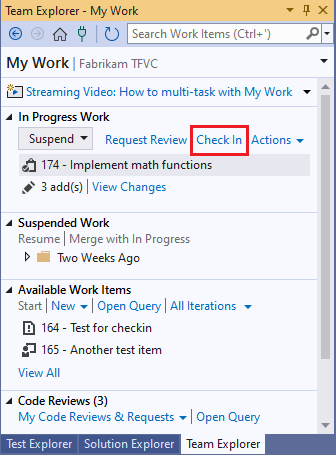 Team Explorer - My Work
Search Work Items (Ctrl+')
My Work | Fabrikam TFVC
Streaming Video: How to multi-task with My Work
In Progress Work
Suspend Request Review Check In Actions
174 - Implement math functions
3 add(s) | View Changes
Suspended Work
Resume | Merge with In Progress
Two Weeks Ago
Available Work Items
Start | New | Open Query | All Iterations
164 - Test for checkin
165 - Another test item
View All
Code Reviews (3)
My Code Reviews & Requests | Open Query
Test Explorer Solution Explorer Team Explorer